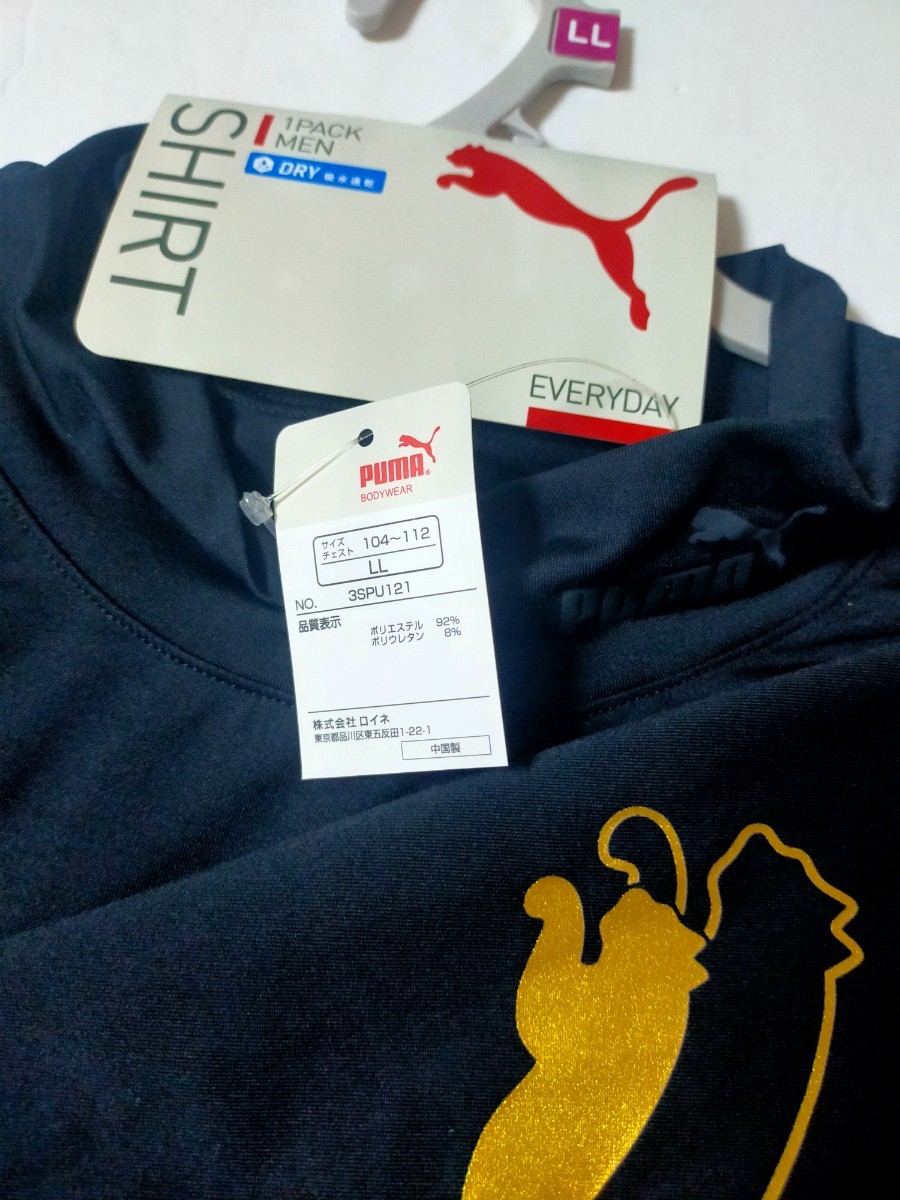 LL
SHIRT
1PACK
MEN
DRY 吸水速乾
EVERYDAY
PUMA®
BODYWEAR
サイズ
チェスト 104~112
LL
NO. 3SPU121
品質表示
ポリエステル 92%
ポリウレタン 8%
株式会社 ロイネ
東京都品川区東五反田1-22-1
中国製
PUMA